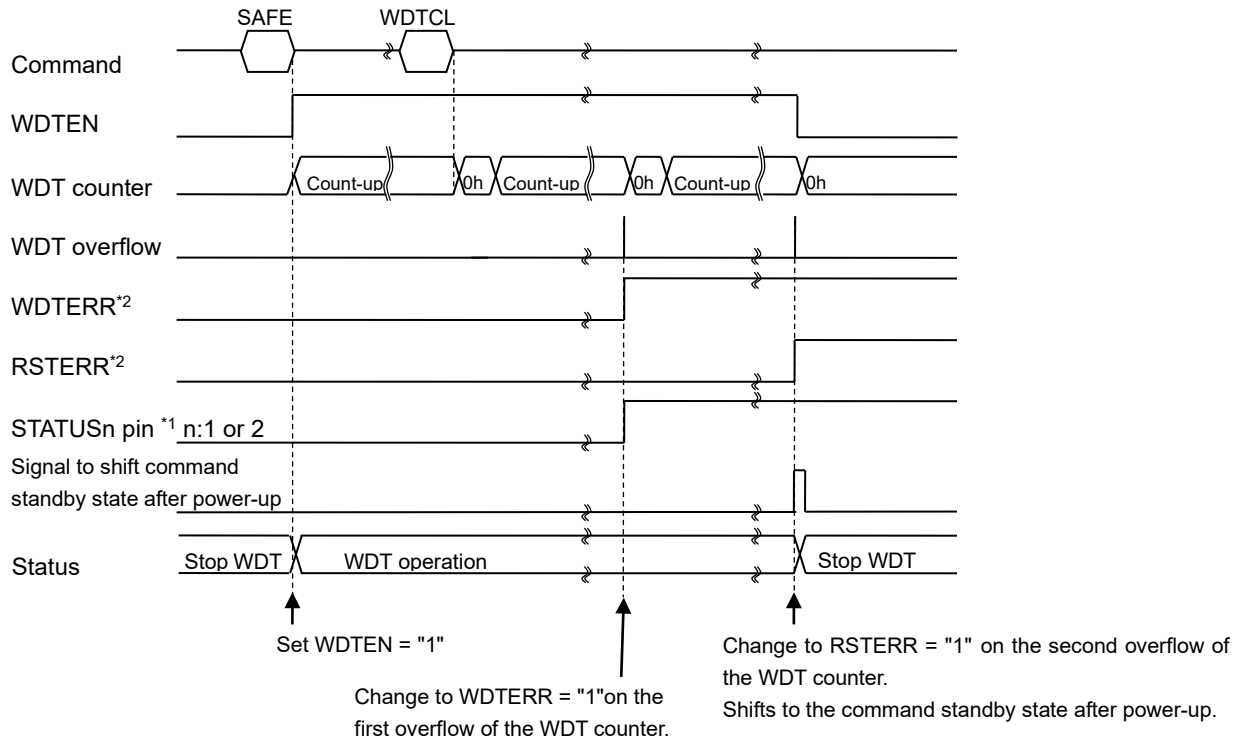 SAFE WDTCL
Command
WDTEN
WDT counter Count-up 0h Count-up 0h Count-up 0h
WDT overflow
WDTERR*2
RSTERR*2
STATUSn pin *1 n:1 or 2
Signal to shift command
standby state after power-up
Status Stop WDT WDT operation Stop WDT
Set WDTEN = "1"
Change to WDTERR = "1"on the
first overflow of the WDT counter.
Change to RSTERR = "1" on the second overflow of
the WDT counter.
Shifts to the command standby state after power-up.